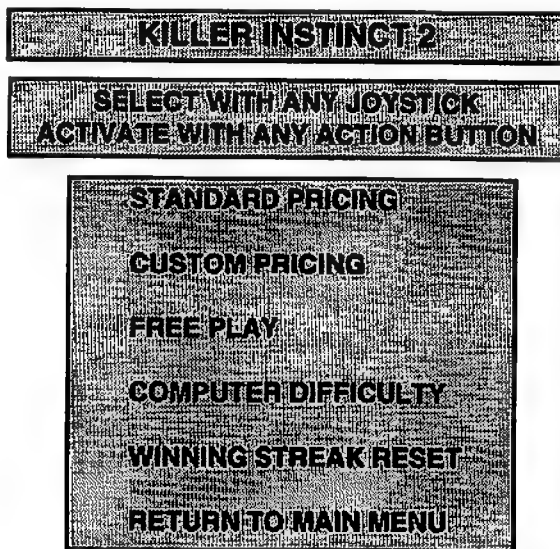 KILLER INSTINCT 2
SELECT WITH ANY JOYSTICK
ACTIVATE WITH ANY ACTION BUTTON
STANDARD PRICING
CUSTOM PRICING
FREE PLAY
COMPUTER DIFFICULTY
WINNING STREAK RESET
RETURN TO MAIN MENU